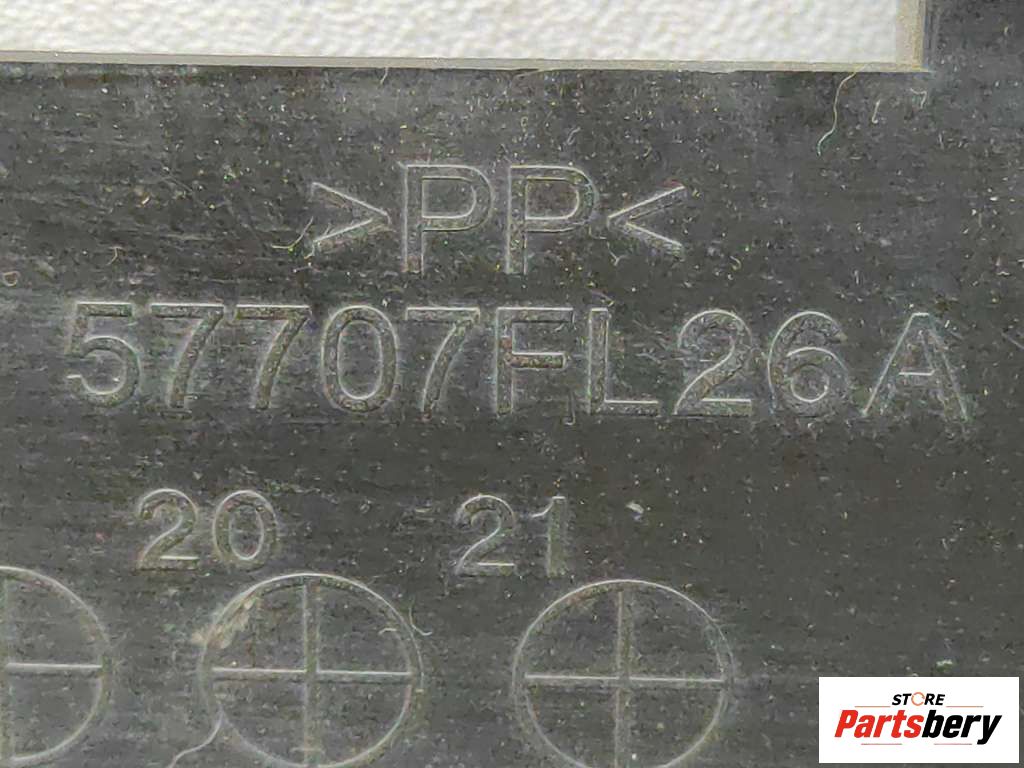 >PP<
57707FL26A
20 21
STORE
Partsbery